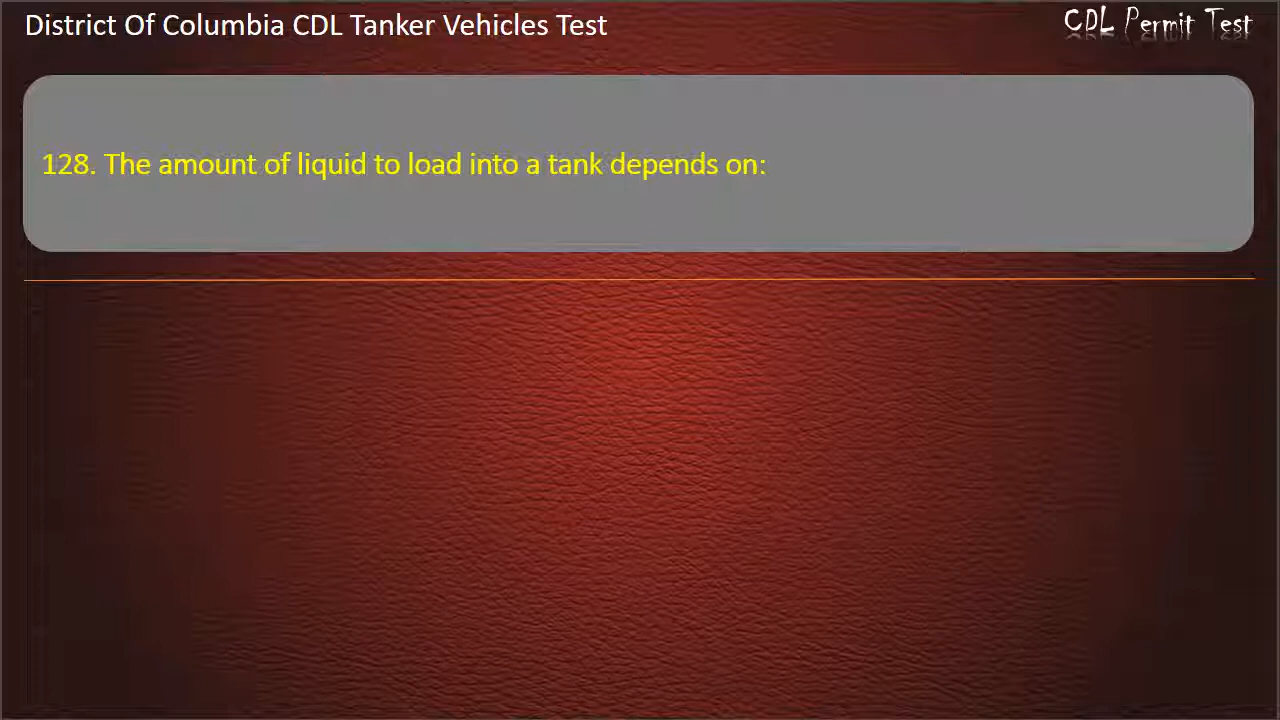 District Of Columbia CDL Tanker Vehicles Test
CDL Permit Test
128. The amount of liquid to load into a tank depends on: